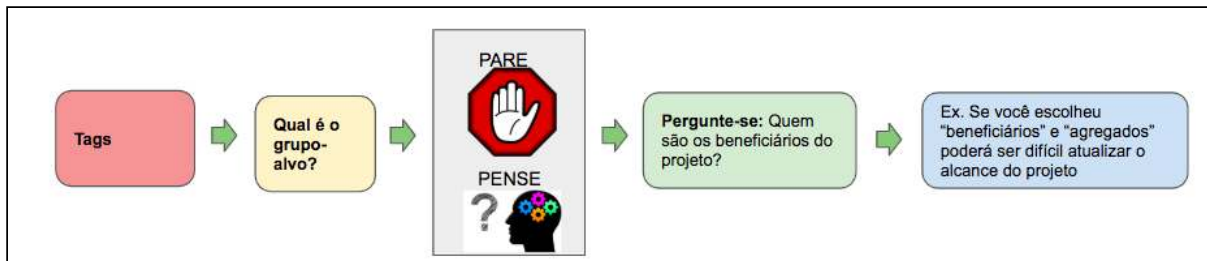 Tags
Qual é o
grupo-
alvo?
PARE
PENSE
?
Pergunte-se: Quem
são os beneficiários do
projeto?
Ex. Se você escolheu
“beneficiários” e “agregados”
poderá ser difícil atualizar o
alcance do projeto